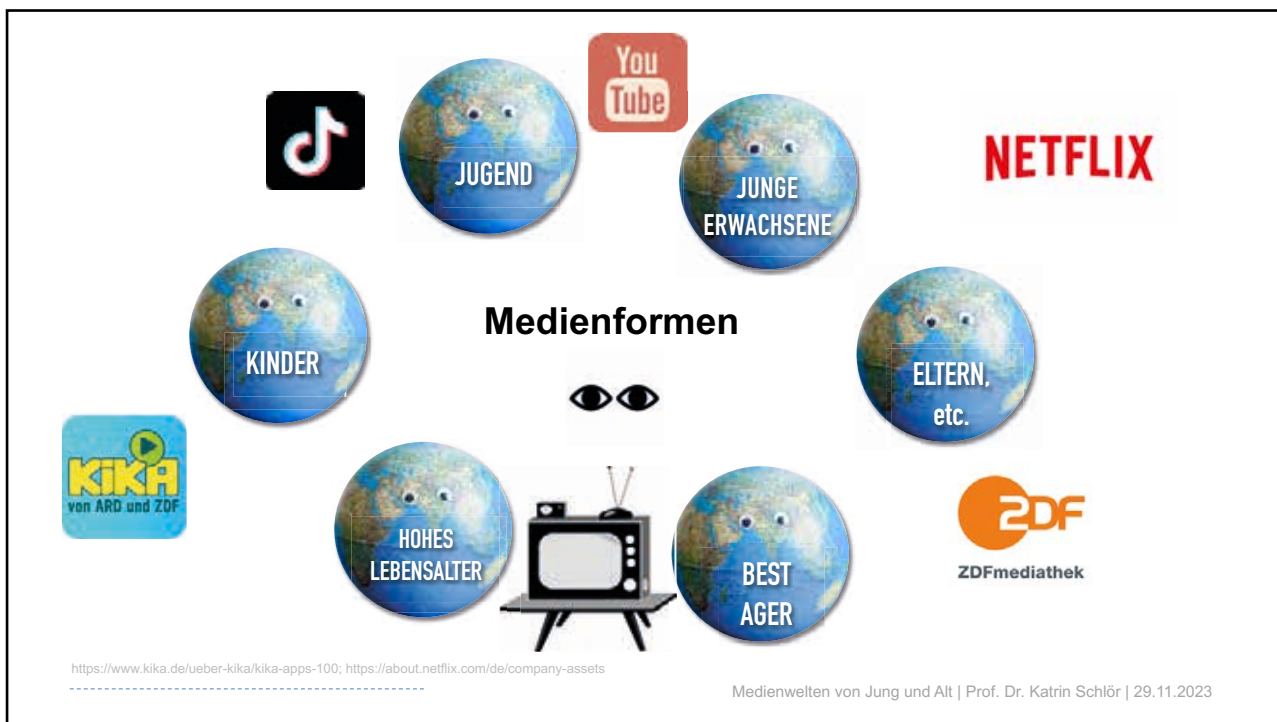 You
Tube
JUGEND
JUNGE
ERWACHSENE
NETFLIX
KINDER
Medienformen
ELTERN,
etc.
KiKA
von ARD und ZDF
HOHES
LEBENSALTER
BEST
AGER
ZDF
ZDFmediathek
https://www.kika.de/ueber-kika/kika-apps-100; https://about.netflix.com/de/company-assets
Medienwelten von Jung und Alt | Prof. Dr. Katrin Schlör | 29.11.2023